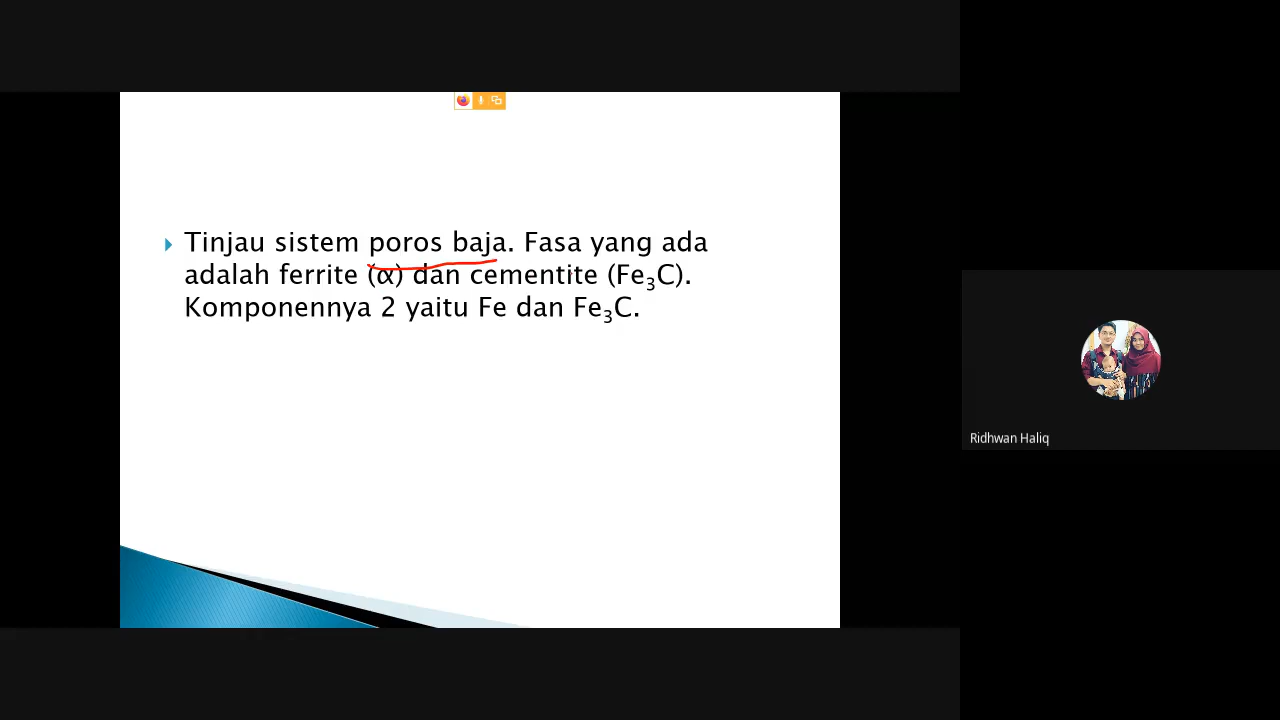 Tinjau sistem poros baja. Fasa yang ada
adalah ferrite (α) dan cementite (Fe₃C).
Komponennya 2 yaitu Fe dan Fe₃C.
Ridhwan Haliq